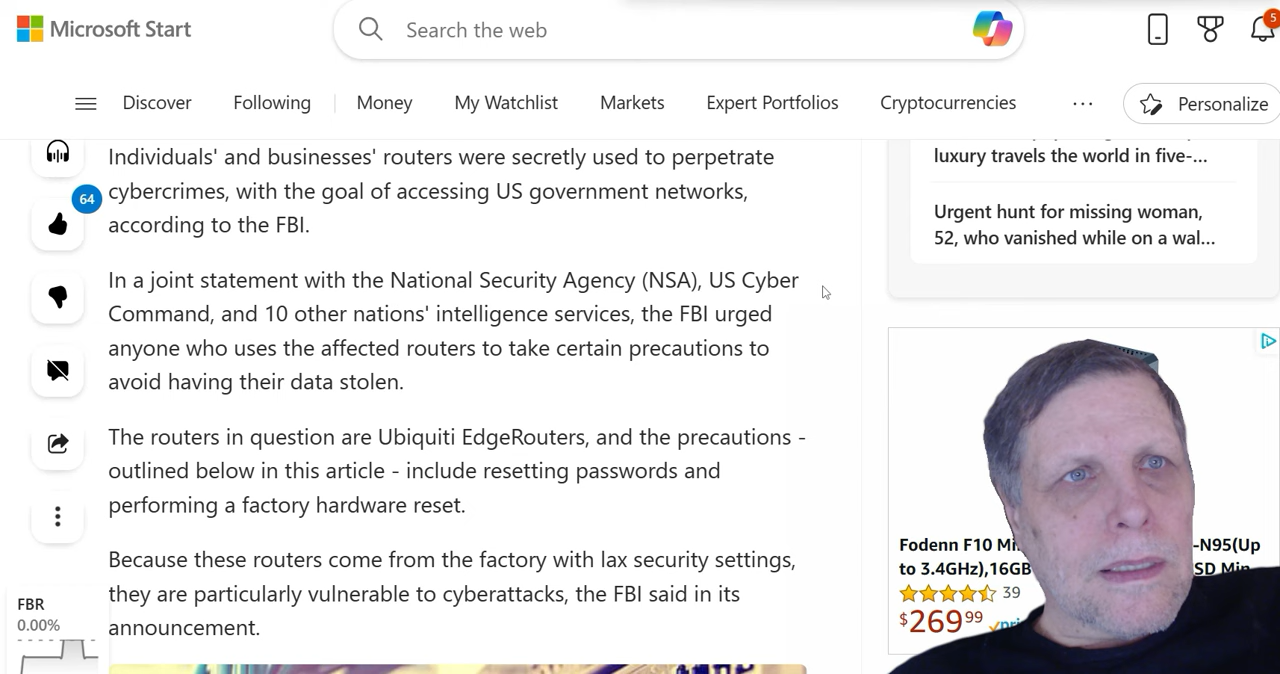 Microsoft Start
Search the web
5
Discover
Following
Money
My Watchlist
Markets
Expert Portfolios
Cryptocurrencies
...
Personalize
64
Individuals' and businesses' routers were secretly used to perpetrate
cybercrimes, with the goal of accessing US government networks,
according to the FBI.
In a joint statement with the National Security Agency (NSA), US Cyber
Command, and 10 other nations' intelligence services, the FBI urged
anyone who uses the affected routers to take certain precautions to
avoid having their data stolen.
The routers in question are Ubiquiti EdgeRouters, and the precautions -
outlined below in this article - include resetting passwords and
performing a factory hardware reset.
Because these routers come from the factory with lax security settings,
they are particularly vulnerable to cyberattacks, the FBI said in its
announcement.
FBR
0.00%
luxury travels the world in five-...
Urgent hunt for missing woman,
52, who vanished while on a wal...
Fodenn F10 -N95(Up
to 3.4GHz),16GB SD Min
39
$269 99